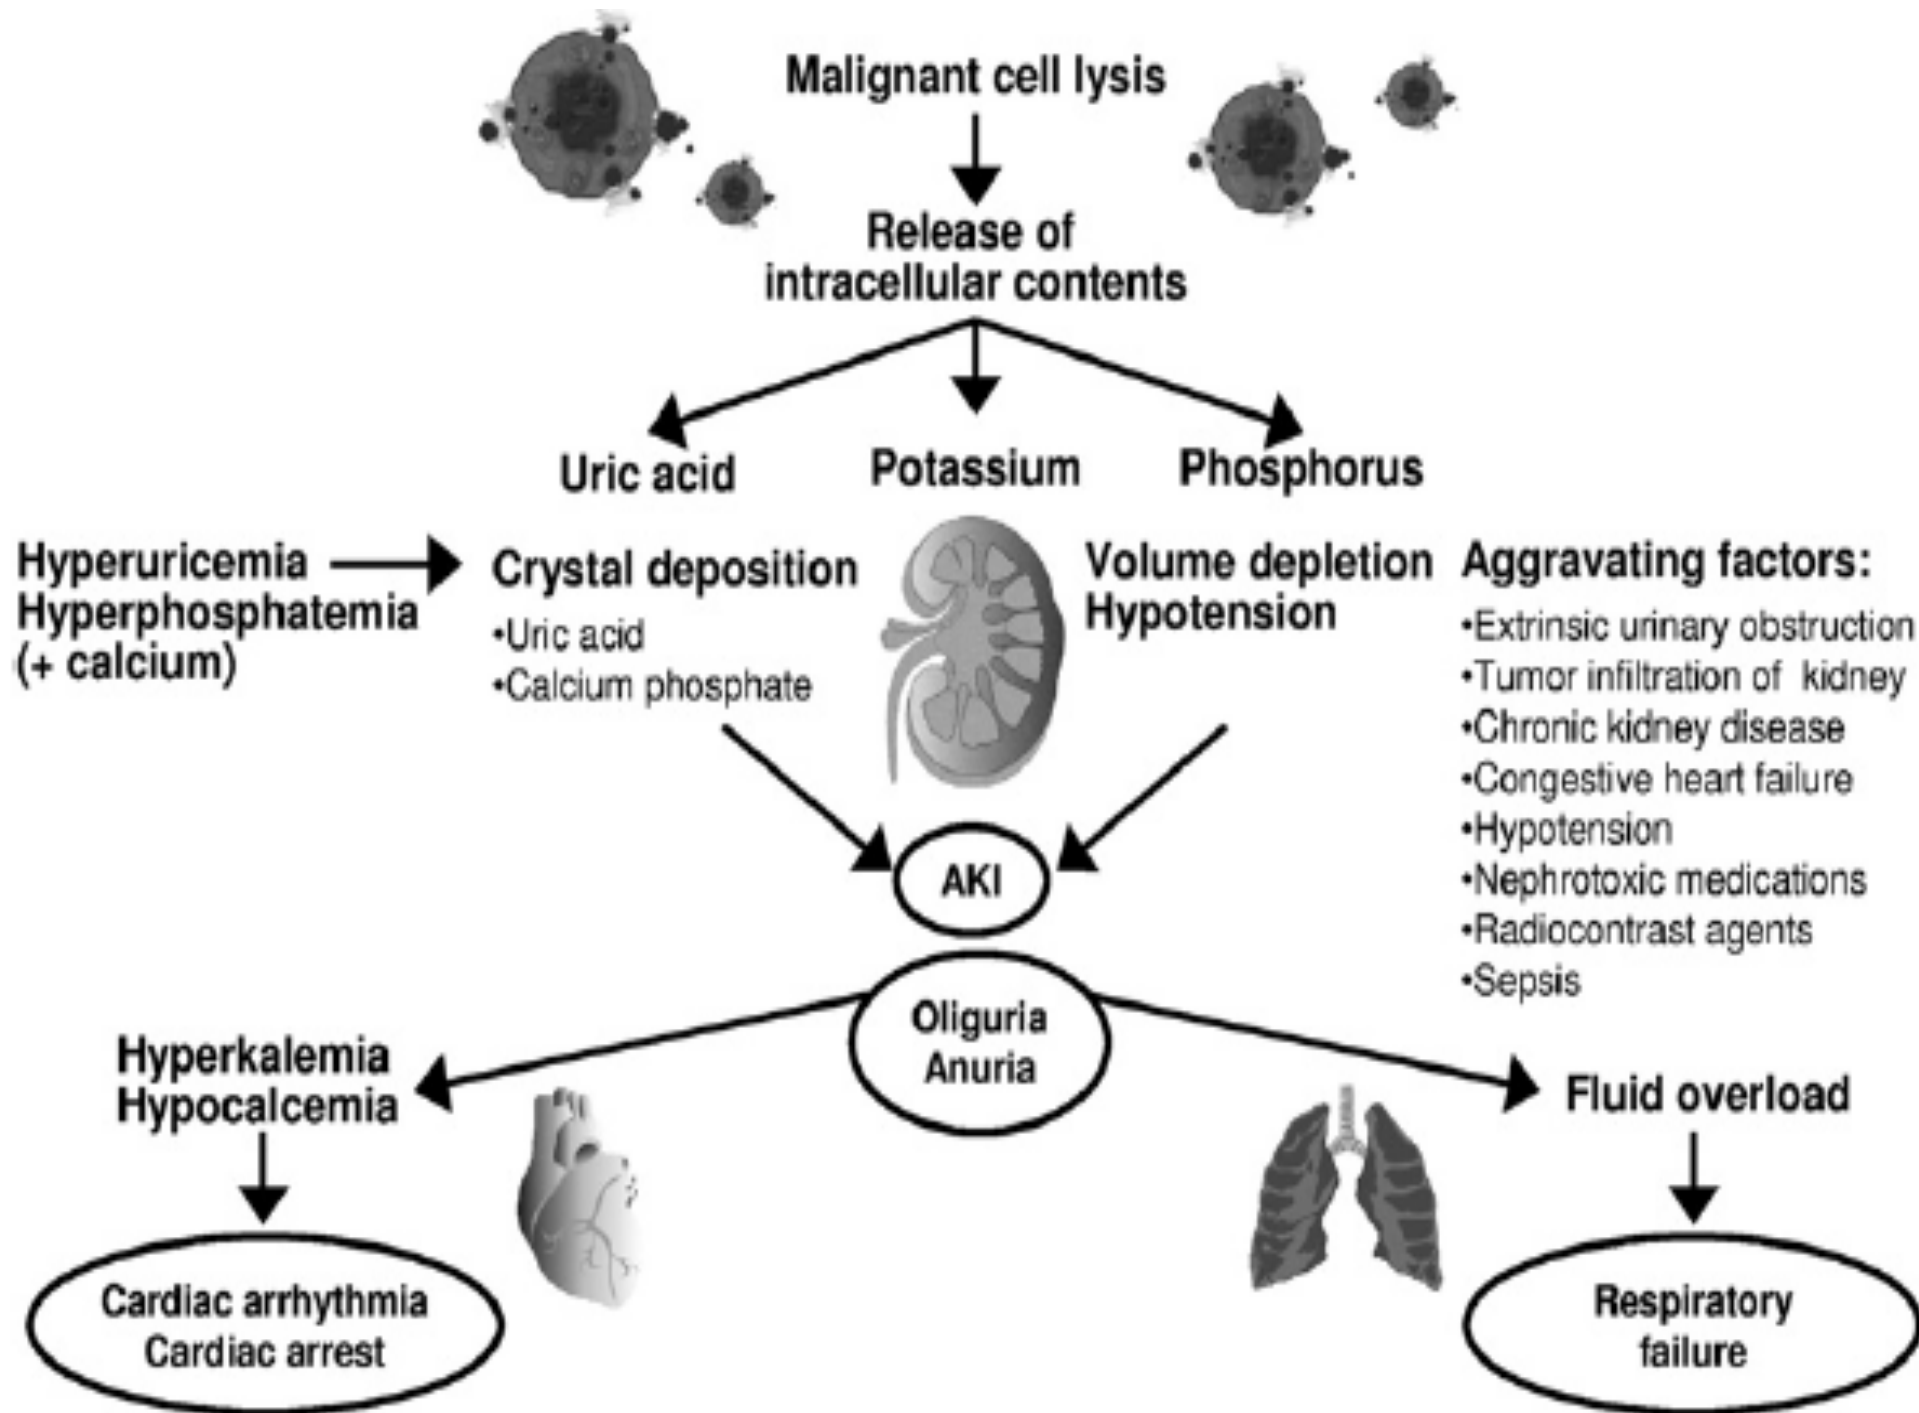 Malignant cell lysis
Release of
intracellular contents
Uric acid
Potassium
Phosphorus
Hyperuricemia
Hyperphosphatemia
(+ calcium)
Crystal deposition
•Uric acid
•Calcium phosphate
Volume depletion
Hypotension
Aggravating factors:
•Extrinsic urinary obstruction
•Tumor infiltration of kidney
•Chronic kidney disease
•Congestive heart failure
•Hypotension
•Nephrotoxic medications
•Radiocontrast agents
•Sepsis
AKI
Oliguria
Anuria
Hyperkalemia
Hypocalcemia
Fluid overload
Cardiac arrhythmia
Cardiac arrest
Respiratory
failure